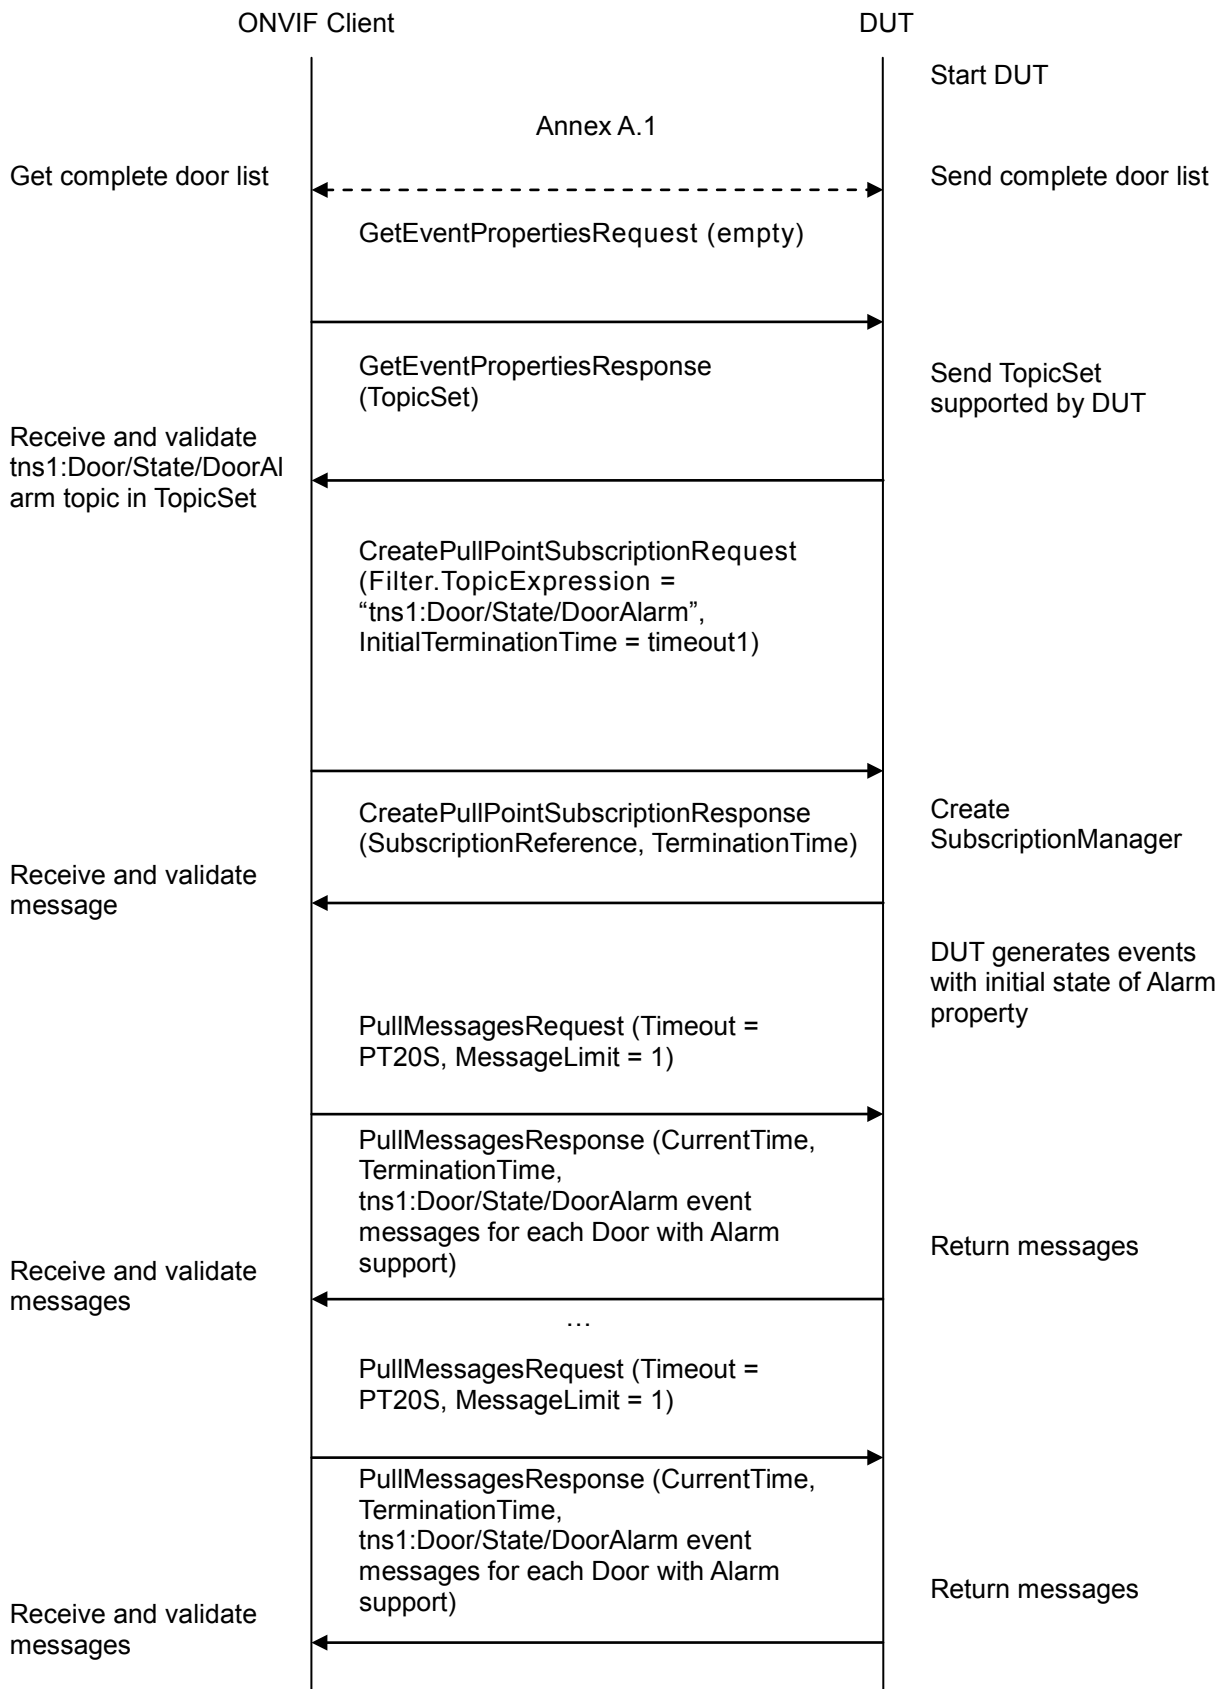 ONVIF Client
DUT
Start DUT
Annex A.1
Get complete door list
Send complete door list
GetEventPropertiesRequest (empty)
GetEventPropertiesResponse
(TopicSet)
Send TopicSet
supported by DUT
Receive and validate
tns1:Door/State/DoorAl
arm topic in TopicSet
CreatePullPointSubscriptionRequest
(Filter.TopicExpression =
“tns1:Door/State/DoorAlarm”,
InitialTerminationTime = timeout1)
CreatePullPointSubscriptionResponse
(SubscriptionReference, TerminationTime)
Create
SubscriptionManager
Receive and validate
message
DUT generates events
with initial state of Alarm
property
PullMessagesRequest (Timeout =
PT20S, MessageLimit = 1)
PullMessagesResponse (CurrentTime,
TerminationTime,
tns1:Door/State/DoorAlarm event
messages for each Door with Alarm
support)
Return messages
Receive and validate
messages
…
PullMessagesRequest (Timeout =
PT20S, MessageLimit = 1)
PullMessagesResponse (CurrentTime,
TerminationTime,
tns1:Door/State/DoorAlarm event
messages for each Door with Alarm
support)
Return messages
Receive and validate
messages